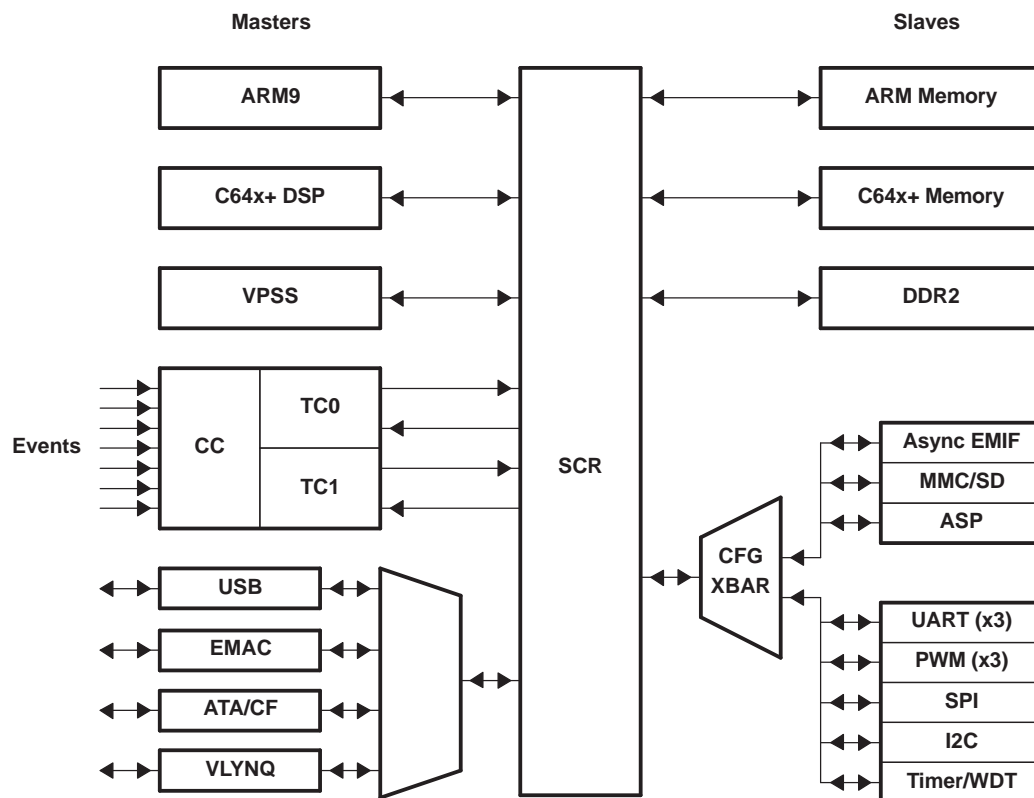 Masters
Slaves
ARM9
ARM Memory
C64x+ DSP
C64x+ Memory
VPSS
DDR2
Events
CC
TC0
TC1
SCR
CFG
XBAR
Async EMIF
MMC/SD
ASP
USB
EMAC
ATA/CF
VLYNQ
UART (x3)
PWM (x3)
SPI
I2C
Timer/WDT